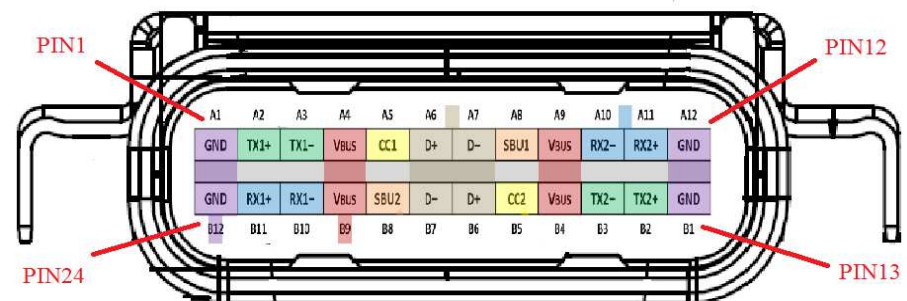 PIN1 PIN12
A1 A2 A3 A4 A5 A6 A7 A8 A9 A10 A11 A12
GND TX1+ TX1− VBUS CC1 D+ D− SBU1 VBUS RX2− RX2+ GND
GND RX1+ RX1− VBUS SBU2 D− D+ CC2 VBUS TX2− TX2+ GND
B12 B11 B10 B9 B8 B7 B6 B5 B4 B3 B2 B1
PIN24 PIN13